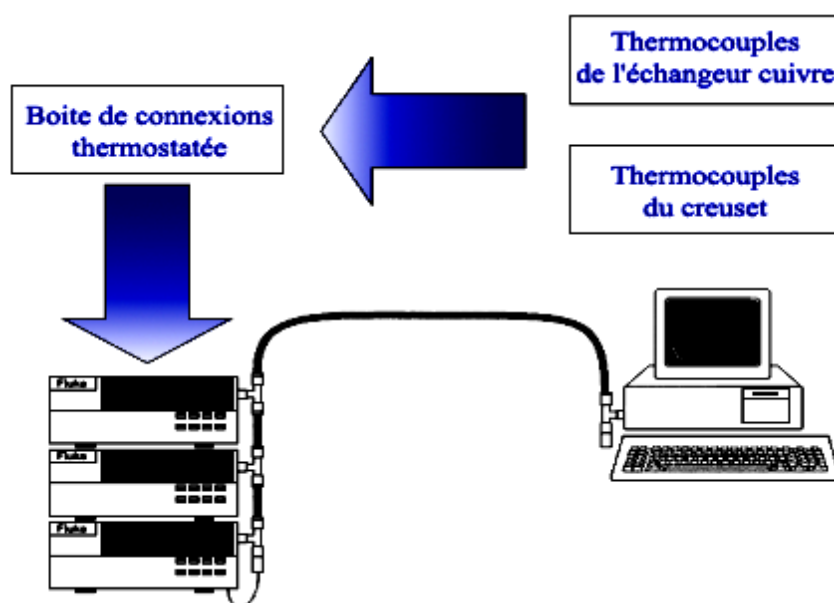 Thermocouples
de l'échangeur cuivre
Boite de connexions
thermostatée
Thermocouples
du creuset
Fluke
Fluke
Fluke